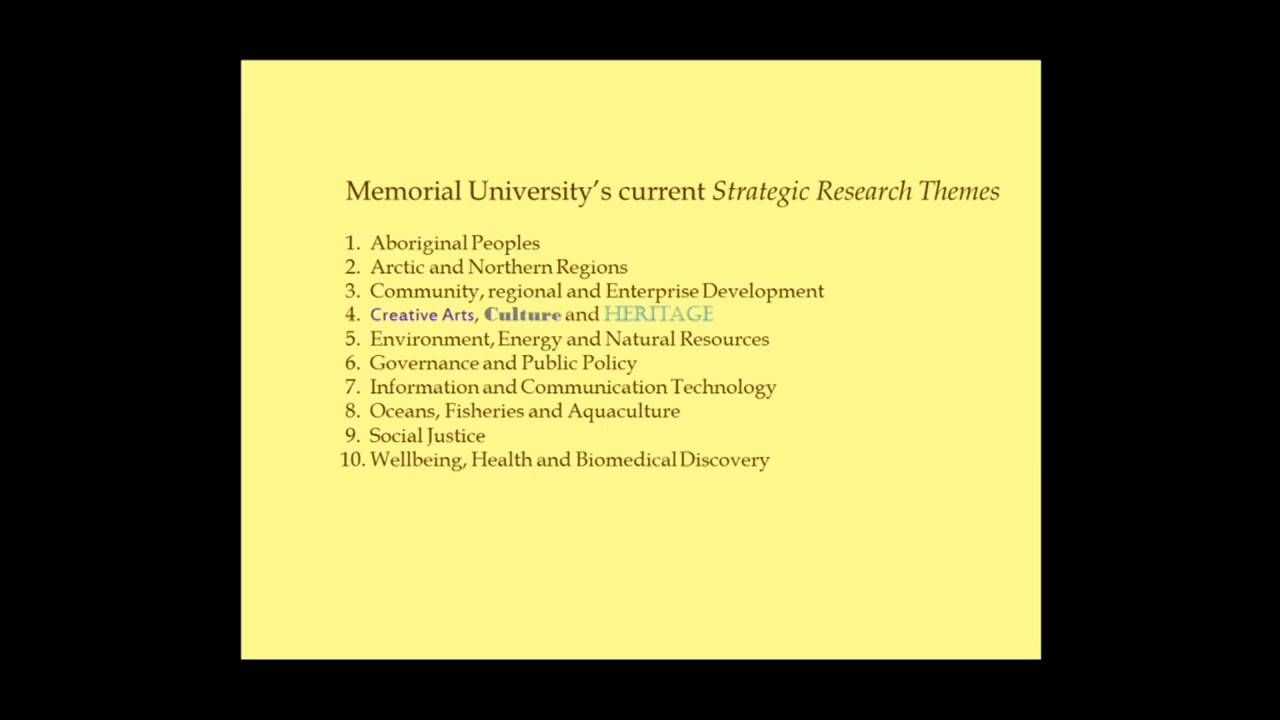 Memorial University's current Strategic Research Themes
1. Aboriginal Peoples
2. Arctic and Northern Regions
3. Community, regional and Enterprise Development
4. Creative Arts, Culture and HERITAGE
5. Environment, Energy and Natural Resources
6. Governance and Public Policy
7. Information and Communication Technology
8. Oceans, Fisheries and Aquaculture
9. Social Justice
10. Wellbeing, Health and Biomedical Discovery